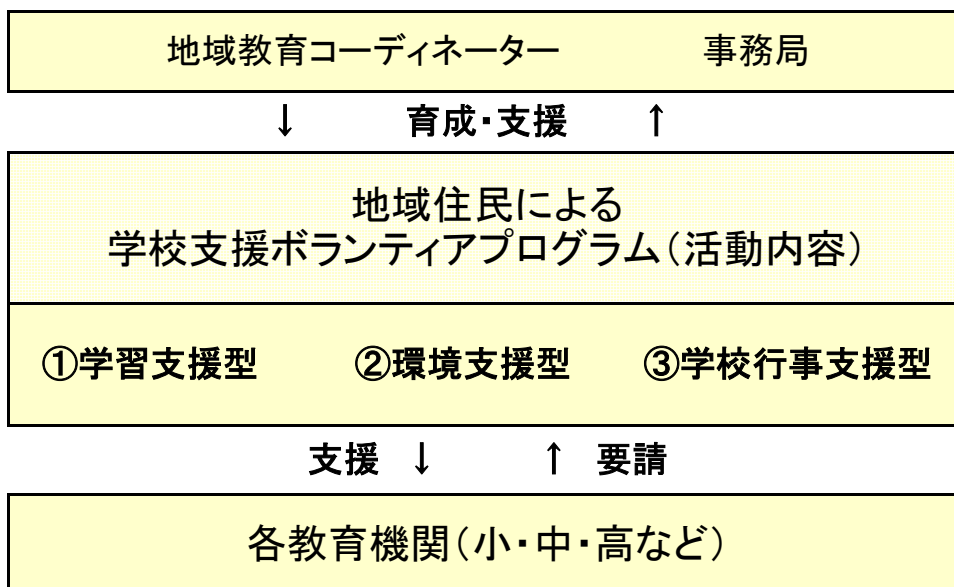 地域教育コーディネーター　　　事務局
↓　育成・支援　↑
地域住民による
学校支援ボランティアプログラム（活動内容）
①学習支援型　②環境支援型　③学校行事支援型
支援　↓　↑　要請
各教育機関（小・中・高など）